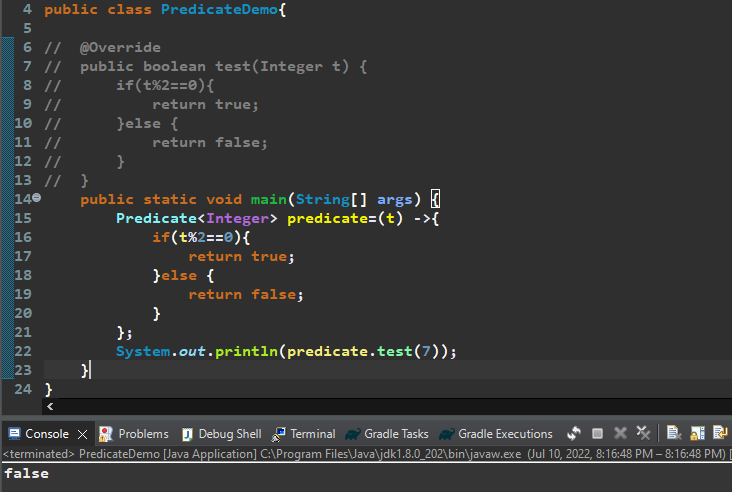 4 public class PredicateDemo{
5
6 //  @Override
7 //  public boolean test(Integer t) {
8 //      if(t%2==0){
9 //          return true;
10 //      }else {
11 //          return false;
12 //      }
13 //  }
14     public static void main(String[] args) {
15         Predicate<Integer> predicate=(t) ->{
16             if(t%2==0){
17                 return true;
18             }else {
19                 return false;
20             }
21         };
22         System.out.println(predicate.test(7));
23     }
24 }
Console Problems Debug Shell Terminal Gradle Tasks Gradle Executions
<terminated> PredicateDemo [Java Application] C:\Program Files\Java\jdk1.8.0_202\bin\javaw.exe (Jul 10, 2022, 8:16:48 PM – 8:16:48 PM) [
false